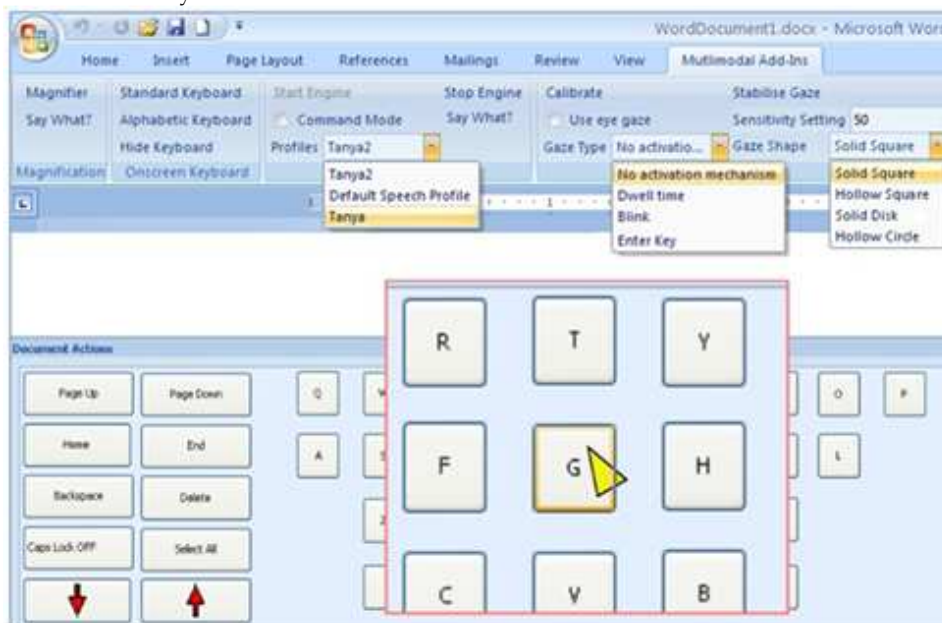 WordDocument1.docx - Microsoft Wor
Home Insert Page Layout References Mailings Review View Mutlimodal Add-Ins
Magnifier Standard Keyboard Start Engine Stop Engine Calibrate Stabilise Gaze
Say What? Alphabetic Keyboard Command Mode Say What? Use eye gaze Sensitivity Setting 50
Hide Keyboard Profiles Tanya2 Gaze Type No activatio... Gaze Shape Solid Square
Magnification Onscreen Keyboard Tanya2 No activation mechanism Solid Square
Default Speech Profile Dwell time Hollow Square
Tanya Blink Solid Disk
Enter Key Hollow Circle
L 1 1
R T Y
Document Actions
Page Up Page Down Q W O P
Home End A S F G H L
Backspace Delete Z
Caps Lock OFF Select All
C V B